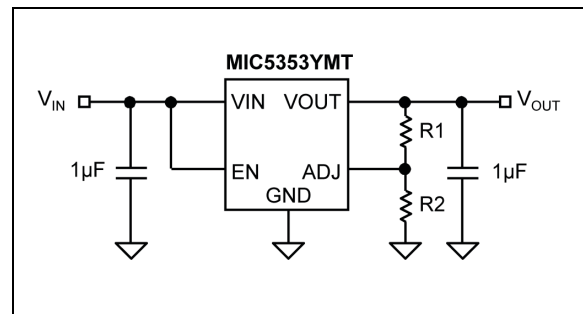 MIC5353YMT
VIN
VIN
VOUT
VOUT
R1
EN
ADJ
1µF
1µF
GND
R2